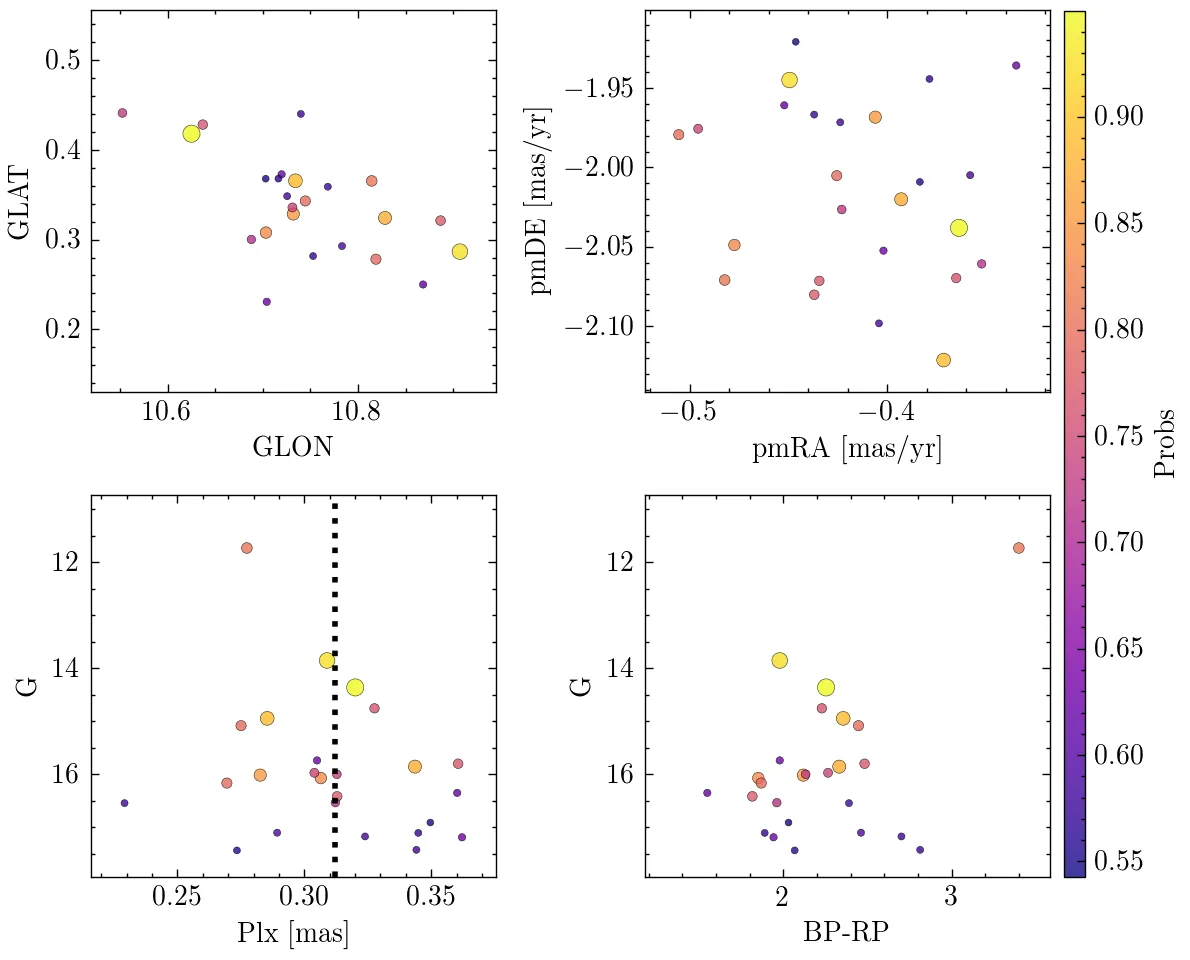 0.5
0.4
0.3
0.2
GLAT
10.6 10.8
GLON
−1.95
−2.00
−2.05
−2.10
pmDE [mas/yr]
−0.5 −0.4
pmRA [mas/yr]
12
14
16
G
0.25 0.30 0.35
Plx [mas]
12
14
16
G
2 3
BP-RP
0.90
0.85
0.80
0.75
0.70
0.65
0.60
0.55
Probs